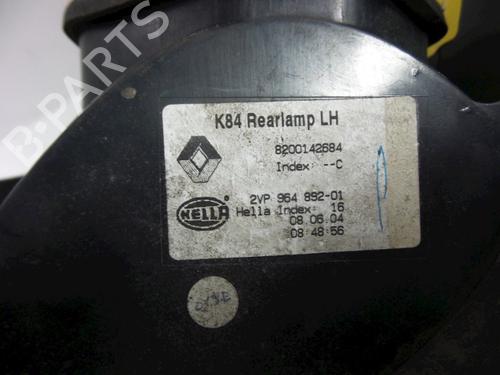 B-PARTS
K84 Rearlamp LH
8200142684
Index: --C
HELLA
2VP 964 892-01
Hella Index: 16
08.06.04
08:48:56